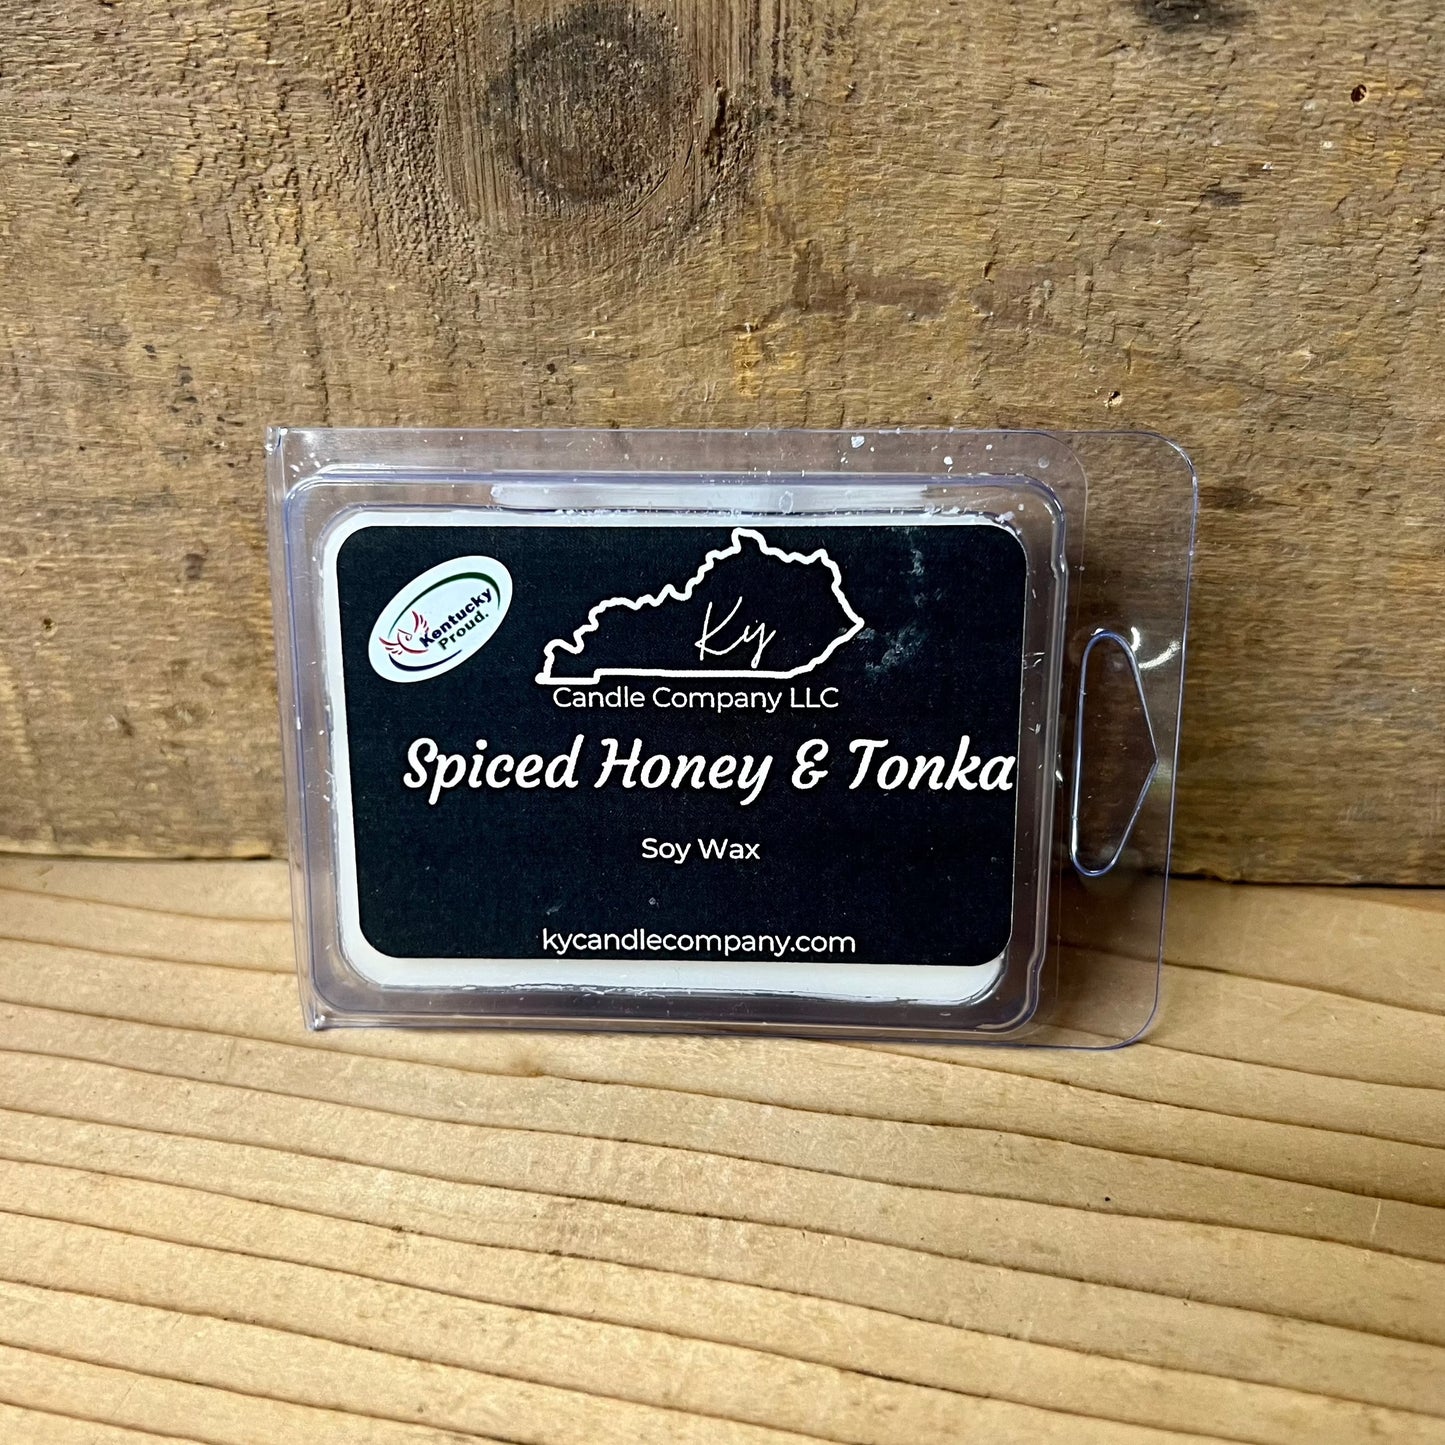 Kentucky
Proud.
Ky
Candle Company LLC
Spiced Honey & Tonka
Soy Wax
kycandlecompany.com